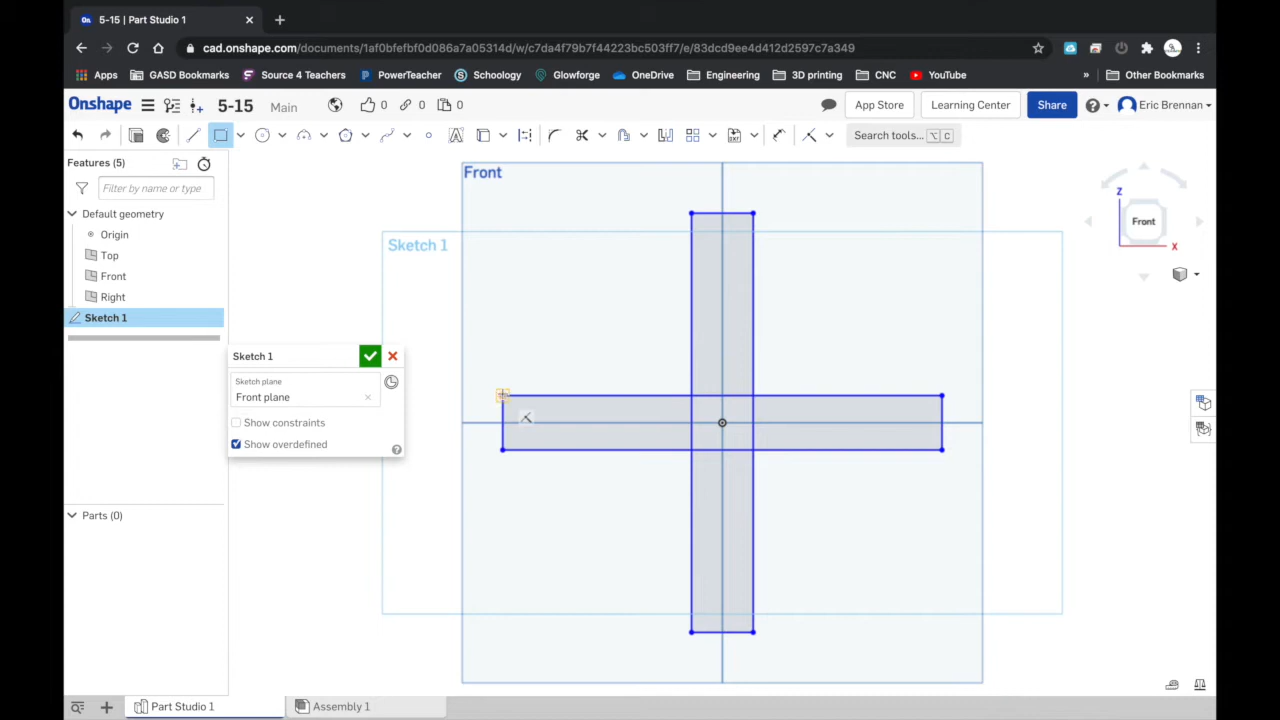 On 5-15 | Part Studio 1
cad.onshape.com/documents/1af0bfefbf0d086a7a05314d/w/c7da4f79b7f44223bc503ff7/e/83dcd9ee4d412d2597c7a349
Apps GASD Bookmarks Source 4 Teachers PowerTeacher Schoology Glowforge OneDrive Engineering 3D printing CNC YouTube » Other Bookmarks
Onshape 5-15 Main 0 0 0 App Store Learning Center Share Eric Brennan
Search tools... C
Features (5)
Filter by name or type
Default geometry
Origin
Top
Front
Right
Sketch 1
Sketch 1
Sketch plane
Front plane
Show constraints
Show overdefined
Parts (0)
Front
Sketch 1
Z
Front
X
Part Studio 1 Assembly 1